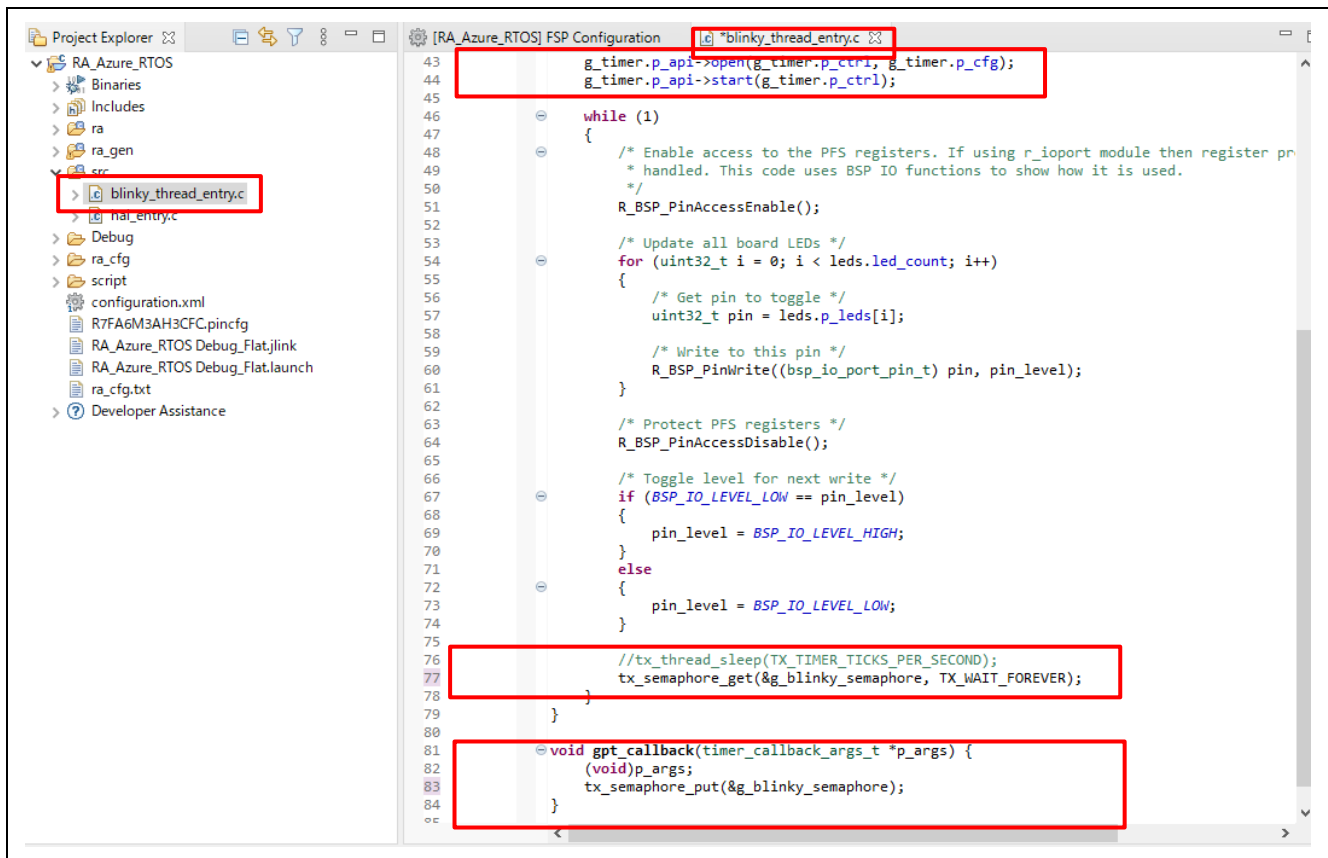 Project Explorer
RA_Azure_RTOS
Binaries
Includes
ra
ra_gen
src
blinky_thread_entry.c
hal_entry.c
Debug
ra_cfg
script
configuration.xml
R7FA6M3AH3CFC.pincfg
RA_Azure_RTOS Debug_Flat.jlink
RA_Azure_RTOS Debug_Flat.launch
ra_cfg.txt
Developer Assistance
[RA_Azure_RTOS] FSP Configuration
*blinky_thread_entry.c
43 g_timer.p_api->open(g_timer.p_ctrl, g_timer.p_cfg);
44 g_timer.p_api->start(g_timer.p_ctrl);
45
46 while (1)
47 {
48 /* Enable access to the PFS registers. If using r_ioport module then register pr
49 * handled. This code uses BSP IO functions to show how it is used.
50 */
51 R_BSP_PinAccessEnable();
52
53 /* Update all board LEDs */
54 for (uint32_t i = 0; i < leds.led_count; i++)
55 {
56 /* Get pin to toggle */
57 uint32_t pin = leds.p_leds[i];
58
59 /* Write to this pin */
60 R_BSP_PinWrite((bsp_io_port_pin_t) pin, pin_level);
61 }
62
63 /* Protect PFS registers */
64 R_BSP_PinAccessDisable();
65
66 /* Toggle level for next write */
67 if (BSP_IO_LEVEL_LOW == pin_level)
68 {
69 pin_level = BSP_IO_LEVEL_HIGH;
70 }
71 else
72 {
73 pin_level = BSP_IO_LEVEL_LOW;
74 }
75
76 //tx_thread_sleep(TX_TIMER_TICKS_PER_SECOND);
77 tx_semaphore_get(&g_blinky_semaphore, TX_WAIT_FOREVER);
78 }
79 }
80
81 void gpt_callback(timer_callback_args_t *p_args) {
82 (void)p_args;
83 tx_semaphore_put(&g_blinky_semaphore);
84 }